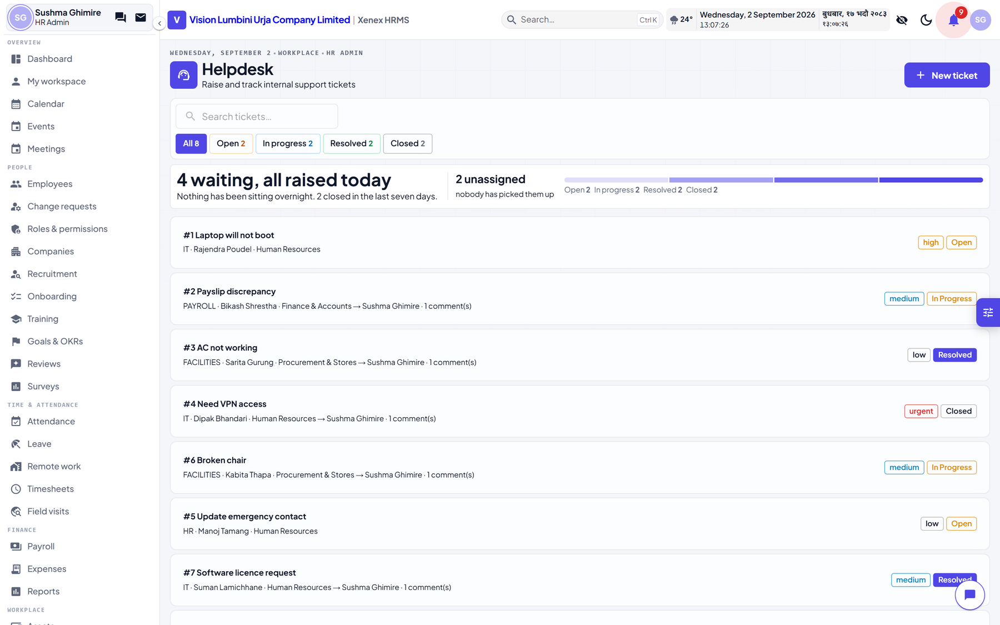 SG Sushma Ghimire
HR Admin
OVERVIEW
Dashboard
My workspace
Calendar
Events
Meetings
PEOPLE
Employees
Change requests
Roles & permissions
Companies
Recruitment
Onboarding
Training
Goals & OKRs
Reviews
Surveys
TIME & ATTENDANCE
Attendance
Leave
Remote work
Timesheets
Field visits
FINANCE
Payroll
Expenses
Reports
WORKPLACE
V Vision Lumbini Urja Company Limited | Xenex HRMS
Search... Ctrl K
24°
Wednesday, 2 September 2026
13:07:26
बुधबार, १७ भदौ २०८३
१३:०७:२६
9
SG
WEDNESDAY, SEPTEMBER 2 • WORKPLACE • HR ADMIN
Helpdesk
Raise and track internal support tickets
+ New ticket
Search tickets...
All 8 Open 2 In progress 2 Resolved 2 Closed 2
4 waiting, all raised today
Nothing has been sitting overnight. 2 closed in the last seven days.
2 unassigned
nobody has picked them up
Open 2 In progress 2 Resolved 2 Closed 2
#1 Laptop will not boot
IT · Rajendra Poudel · Human Resources
high Open
#2 Payslip discrepancy
PAYROLL · Bikash Shrestha · Finance & Accounts → Sushma Ghimire · 1 comment(s)
medium In Progress
#3 AC not working
FACILITIES · Sarita Gurung · Procurement & Stores → Sushma Ghimire · 1 comment(s)
low Resolved
#4 Need VPN access
IT · Dipak Bhandari · Human Resources → Sushma Ghimire · 1 comment(s)
urgent Closed
#6 Broken chair
FACILITIES · Kabita Thapa · Procurement & Stores → Sushma Ghimire · 1 comment(s)
medium In Progress
#5 Update emergency contact
HR · Manoj Tamang · Human Resources
low Open
#7 Software licence request
IT · Suman Lamichhane · Human Resources → Sushma Ghimire · 1 comment(s)
medium Resolved